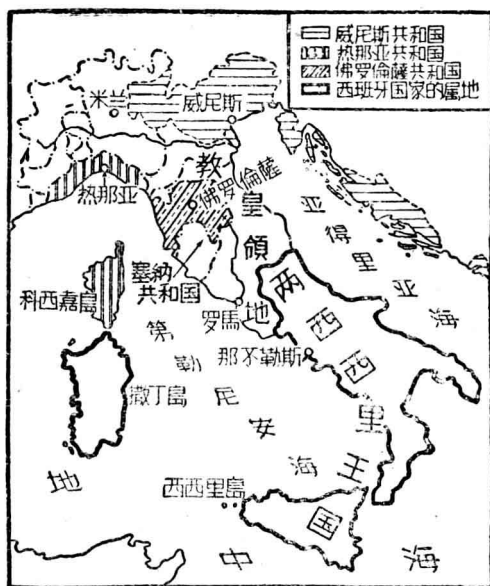 威尼斯共和国
热那亚共和国
佛罗倫薩共和国
西班牙国家的屬地
米兰
威尼斯
教皇領地
佛罗倫薩
热那亚
亚得里亚海
塞納
共和国
科西嘉島
罗馬
两西西里王国
第勒尼安海
那不勒斯
撒丁島
西西里島
地中海